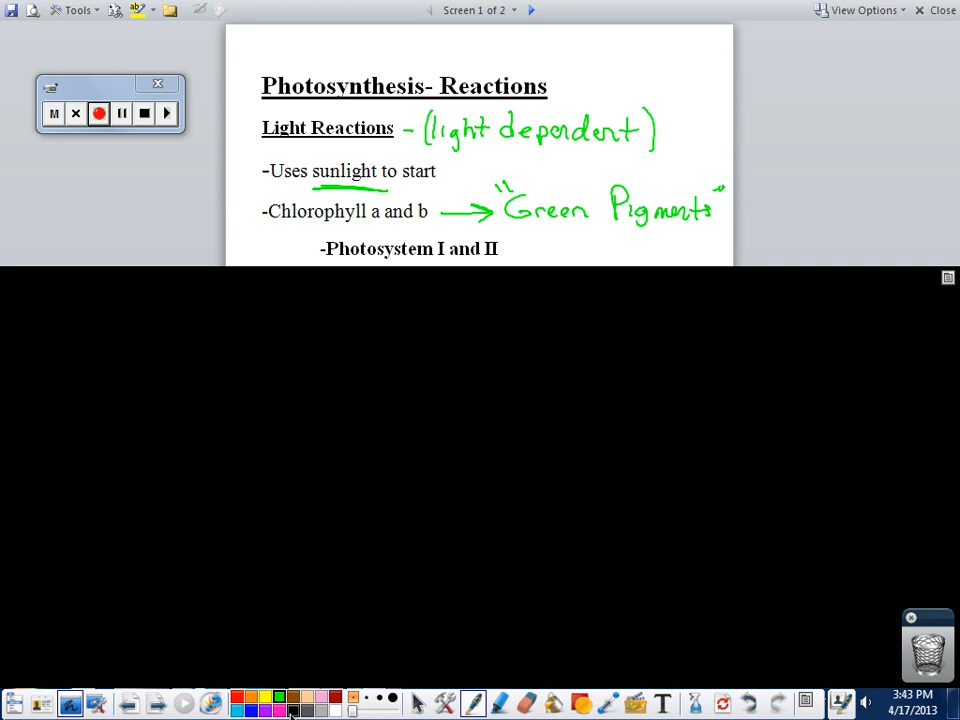 Tools ab Screen 1 of 2 View Options Close
Photosynthesis- Reactions
M
Light Reactions - (light dependent)
-Uses sunlight to start
-Chlorophyll a and b → "Green Pigments"
-Photosystem I and II
T
3:43 PM
4/17/2013